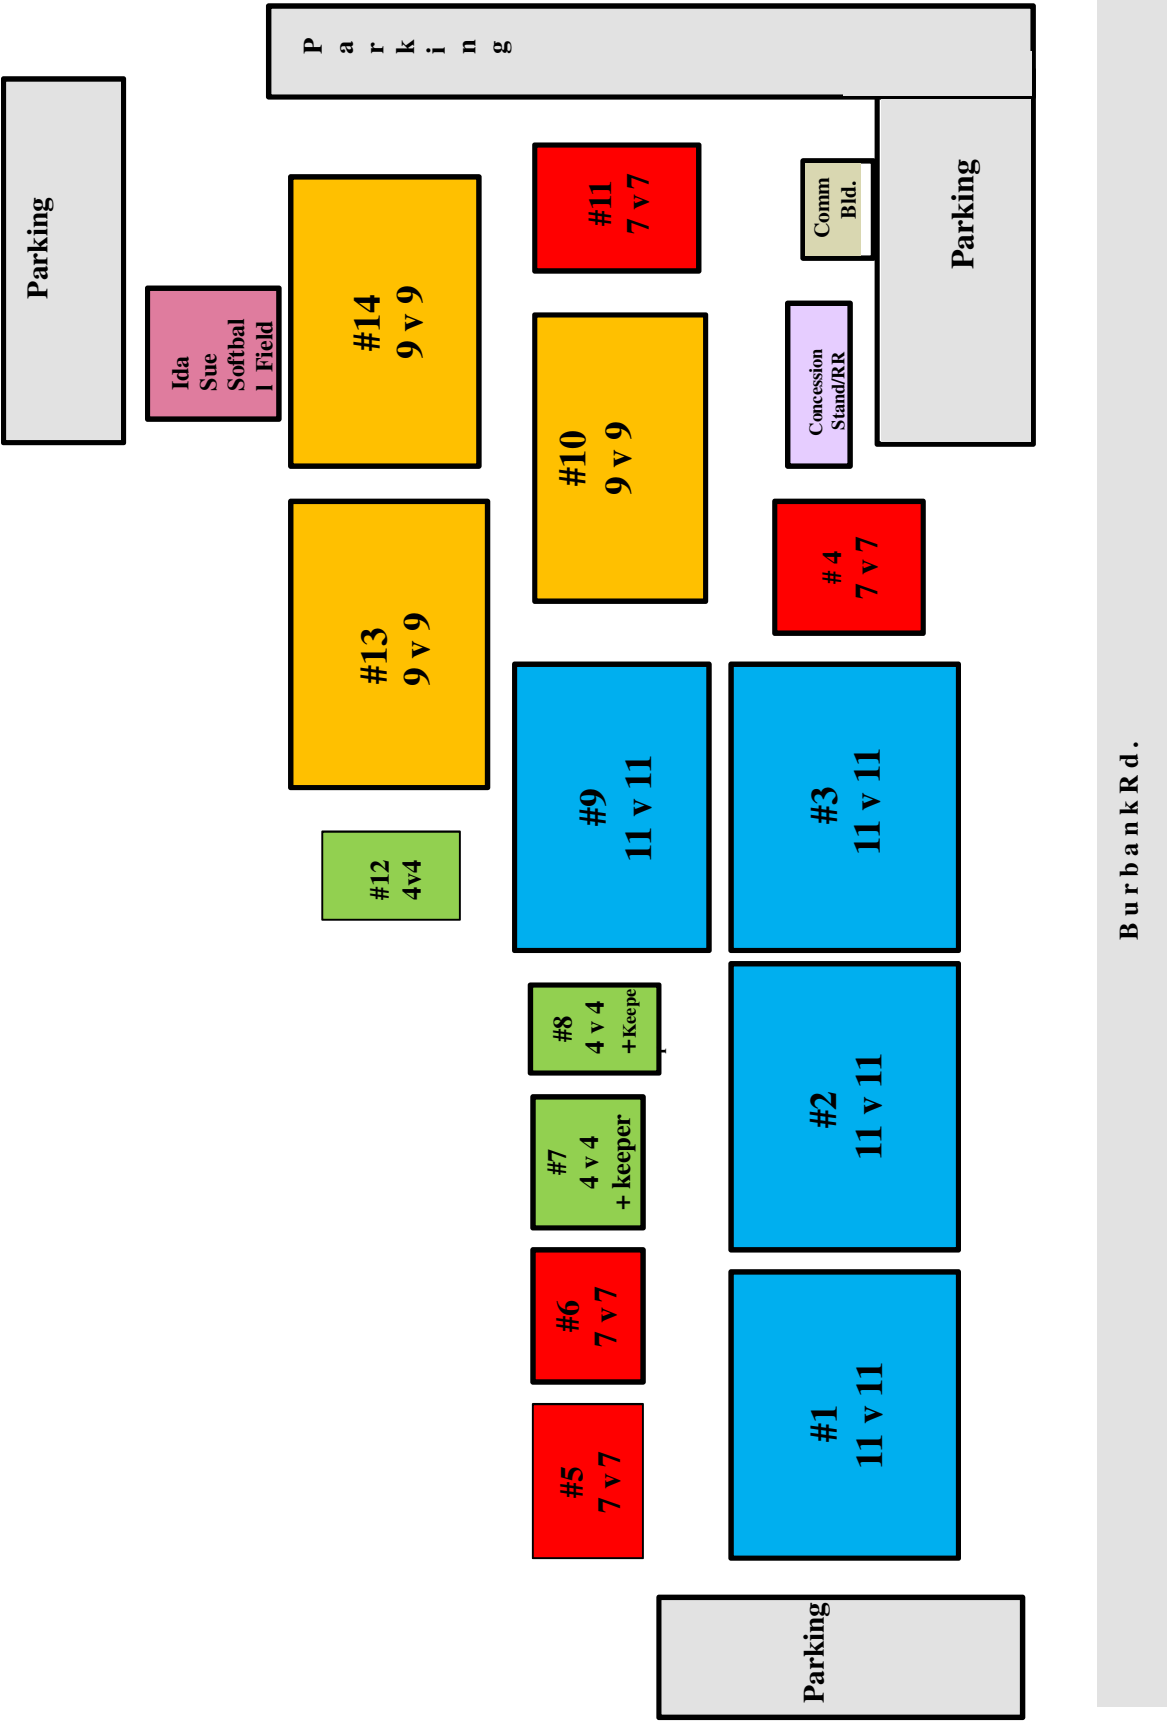 Parking
Parking
Ida
Sue
Softbal
l Field
#14
9 v 9
#11
7 v 7
Comm
Bld.
Parking
#13
9 v 9
#10
9 v 9
Concession
Stand/RR
# 4
7 v 7
#12
4v4
#9
11 v 11
#3
11 v 11
#8
4 v 4
+Keepe
#7
4 v 4
+ keeper
#2
11 v 11
#6
7 v 7
#5
7 v 7
#1
11 v 11
Parking
Burbank Rd.